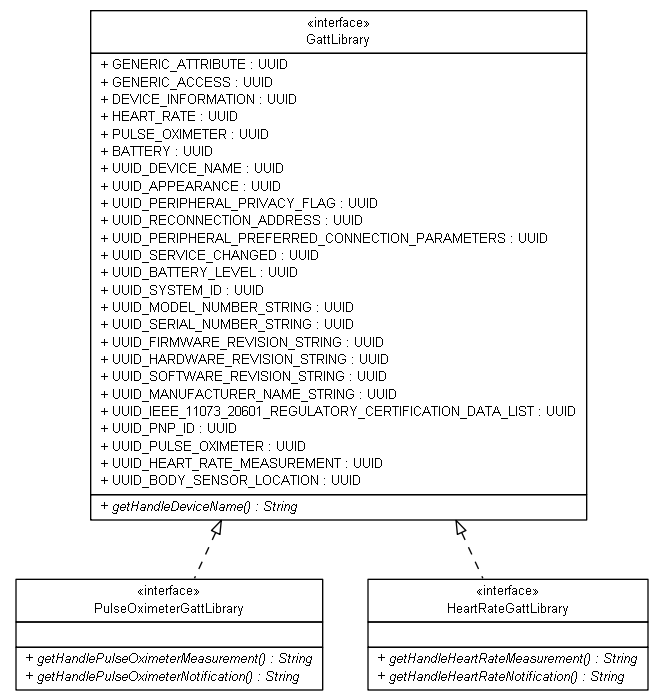 «interface»
GattLibrary
+ GENERIC_ATTRIBUTE : UUID
+ GENERIC_ACCESS : UUID
+ DEVICE_INFORMATION : UUID
+ HEART_RATE : UUID
+ PULSE_OXIMETER : UUID
+ BATTERY : UUID
+ UUID_DEVICE_NAME : UUID
+ UUID_APPEARANCE : UUID
+ UUID_PERIPHERAL_PRIVACY_FLAG : UUID
+ UUID_RECONNECTION_ADDRESS : UUID
+ UUID_PERIPHERAL_PREFERRED_CONNECTION_PARAMETERS : UUID
+ UUID_SERVICE_CHANGED : UUID
+ UUID_BATTERY_LEVEL : UUID
+ UUID_SYSTEM_ID : UUID
+ UUID_MODEL_NUMBER_STRING : UUID
+ UUID_SERIAL_NUMBER_STRING : UUID
+ UUID_FIRMWARE_REVISION_STRING : UUID
+ UUID_HARDWARE_REVISION_STRING : UUID
+ UUID_SOFTWARE_REVISION_STRING : UUID
+ UUID_MANUFACTURER_NAME_STRING : UUID
+ UUID_IEEE_11073_20601_REGULATORY_CERTIFICATION_DATA_LIST : UUID
+ UUID_PNP_ID : UUID
+ UUID_PULSE_OXIMETER : UUID
+ UUID_HEART_RATE_MEASUREMENT : UUID
+ UUID_BODY_SENSOR_LOCATION : UUID
+ getHandleDeviceName() : String
«interface»
PulseOximeterGattLibrary
+ getHandlePulseOximeterMeasurement() : String
+ getHandlePulseOximeterNotification() : String
«interface»
HeartRateGattLibrary
+ getHandleHeartRateMeasurement() : String
+ getHandleHeartRateNotification() : String